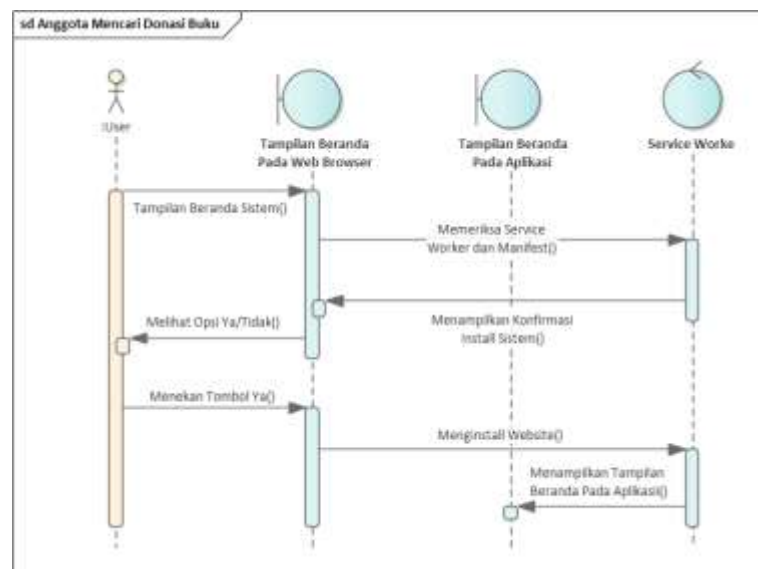 sd Anggota Mencari Donasi Buku
:User
Tampilan Beranda
Pada Web Browser
Tampilan Beranda
Pada Aplikasi
Service Worke
Tampilan Beranda Sistem()
Memeriksa Service
Worker dan Manifest()
Menampilkan Konfirmasi
Install Sistem()
Melihat Opsi Ya/Tidak()
Menekan Tombol Ya()
Menginstall Website()
Menampilkan Tampilan
Beranda Pada Aplikasi()